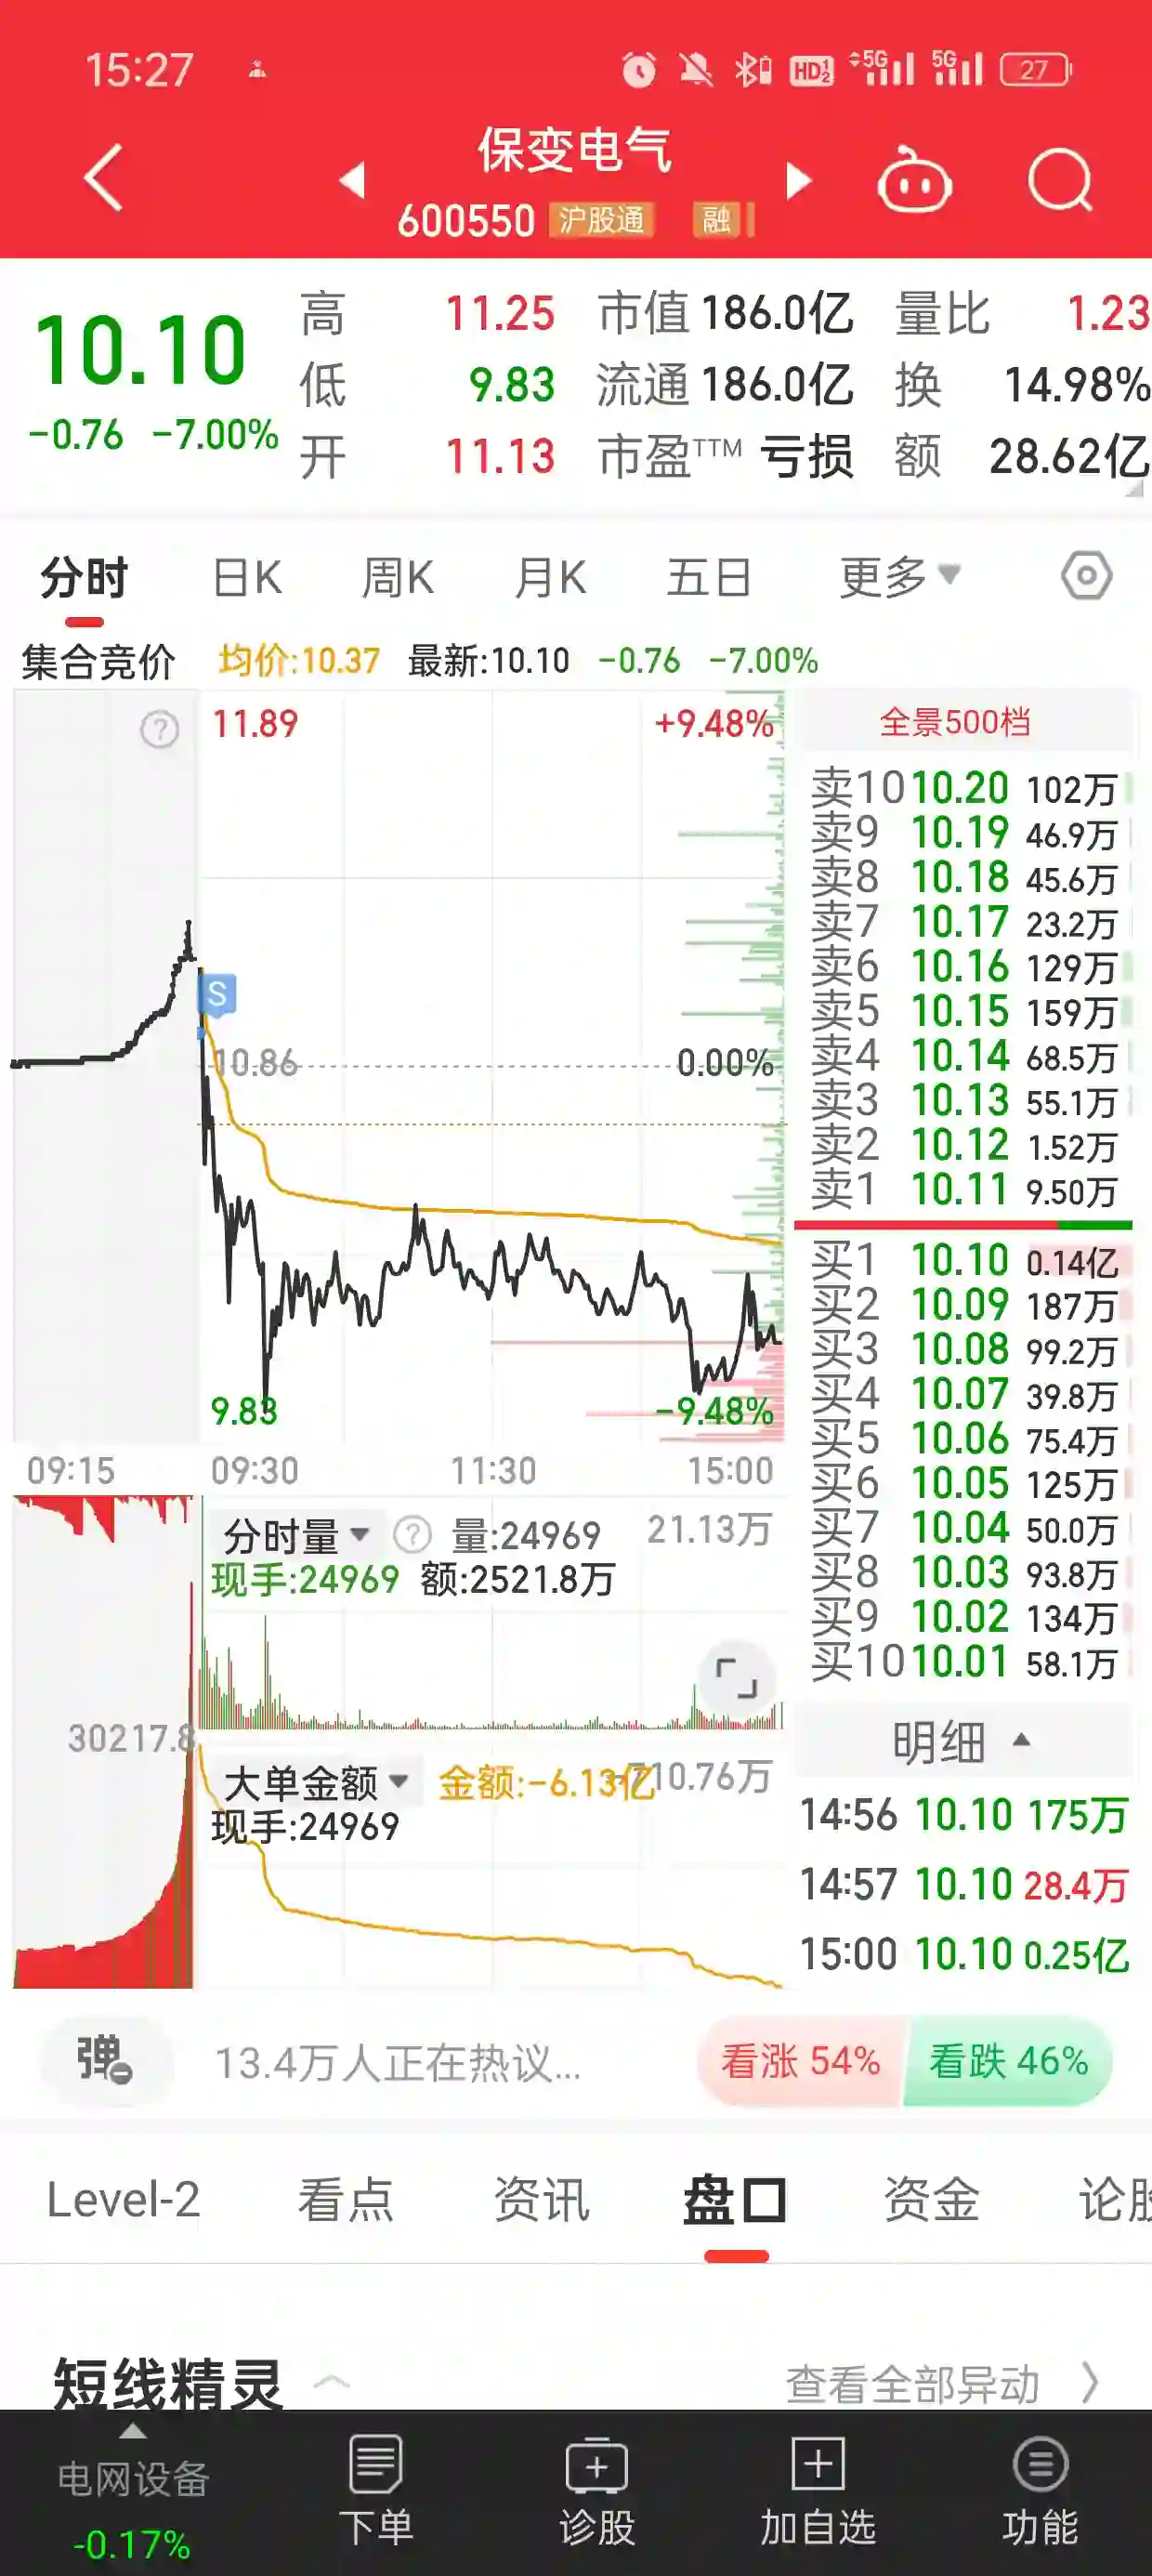 15:27 HD 5G 5G 27
保变电气
600550 沪股通 融
10.10
-0.76 -7.00%
高 11.25 市值 186.0亿 量比 1.23
低 9.83 流通 186.0亿 换 14.98%
开 11.13 市盈TTM 亏损 额 28.62亿
分时 日K 周K 月K 五日 更多
集合竞价 均价:10.37 最新:10.10 -0.76 -7.00%
11.89 +9.48%
S
10.86 0.00%
9.83 -9.48%
09:15 09:30 11:30 15:00
全景500档
卖10 10.20 102万
卖9 10.19 46.9万
卖8 10.18 45.6万
卖7 10.17 23.2万
卖6 10.16 129万
卖5 10.15 159万
卖4 10.14 68.5万
卖3 10.13 55.1万
卖2 10.12 1.52万
卖1 10.11 9.50万
买1 10.10 0.14亿
买2 10.09 187万
买3 10.08 99.2万
买4 10.07 39.8万
买5 10.06 75.4万
买6 10.05 125万
买7 10.04 50.0万
买8 10.03 93.8万
买9 10.02 134万
买10 10.01 58.1万
分时量 ? 量:24969 21.13万
现手:24969 额:2521.8万
30217.8
大单金额 金额:-6.13亿 10.76万
现手:24969
明细
14:56 10.10 175万
14:57 10.10 28.4万
15:00 10.10 0.25亿
弹 13.4万人正在热议... 看涨 54% 看跌 46%
Level-2 看点 资讯 盘口 资金 论股
短线精灵 查看全部异动
电网设备
-0.17%
下单 诊股 加自选 功能